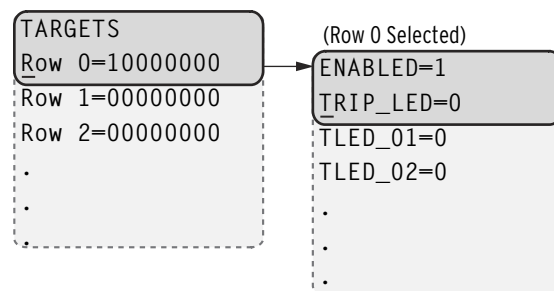 TARGETS
Row 0=10000000
Row 1=00000000
Row 2=00000000
.
.
.
(Row 0 Selected)
ENABLED=1
TRIP_LED=0
TLED_01=0
TLED_02=0
.
.
.